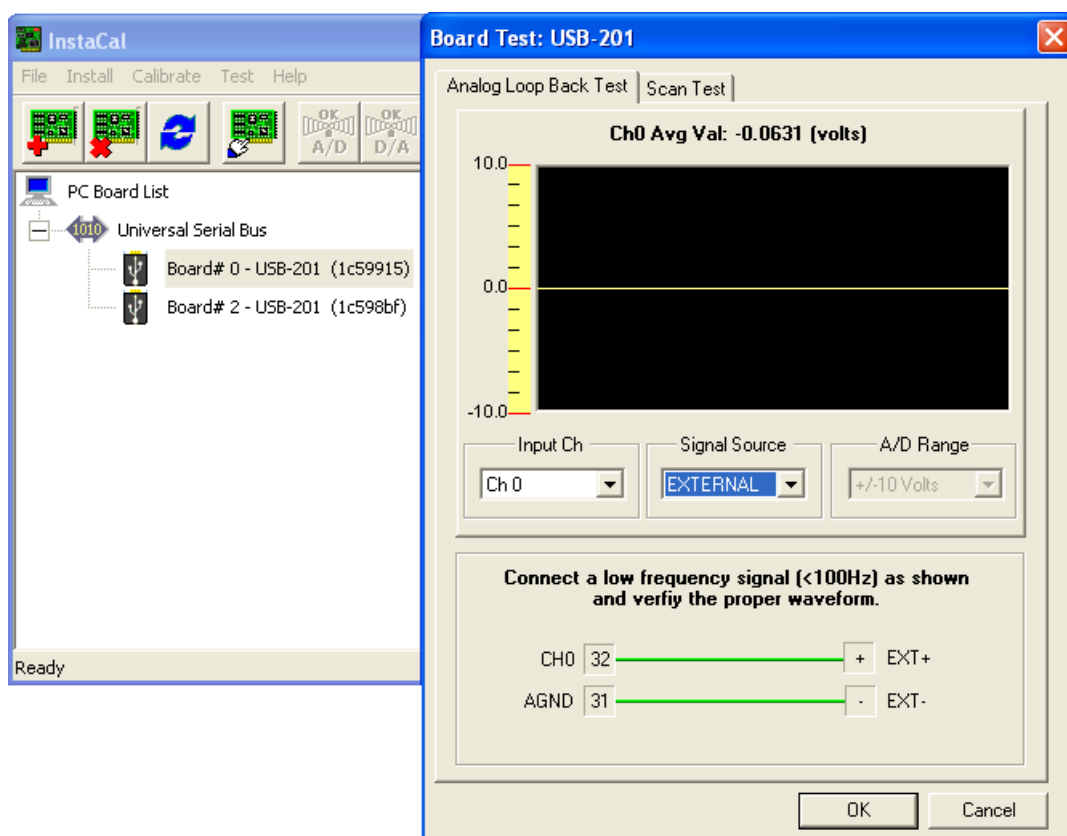 InstaCal
File Install Calibrate Test Help
OK A/D
OK D/A
PC Board List
1010 Universal Serial Bus
Board# 0 - USB-201 (1c59915)
Board# 2 - USB-201 (1c598bf)
Ready
Board Test: USB-201
Analog Loop Back Test
Scan Test
Ch0 Avg Val: -0.0631 (volts)
10.0
0.0
-10.0
Input Ch
Ch 0
Signal Source
EXTERNAL
A/D Range
+/-10 Volts
Connect a low frequency signal (<100Hz) as shown
and verfiy the proper waveform.
CH0 32 + EXT+
AGND 31 - EXT-
OK
Cancel